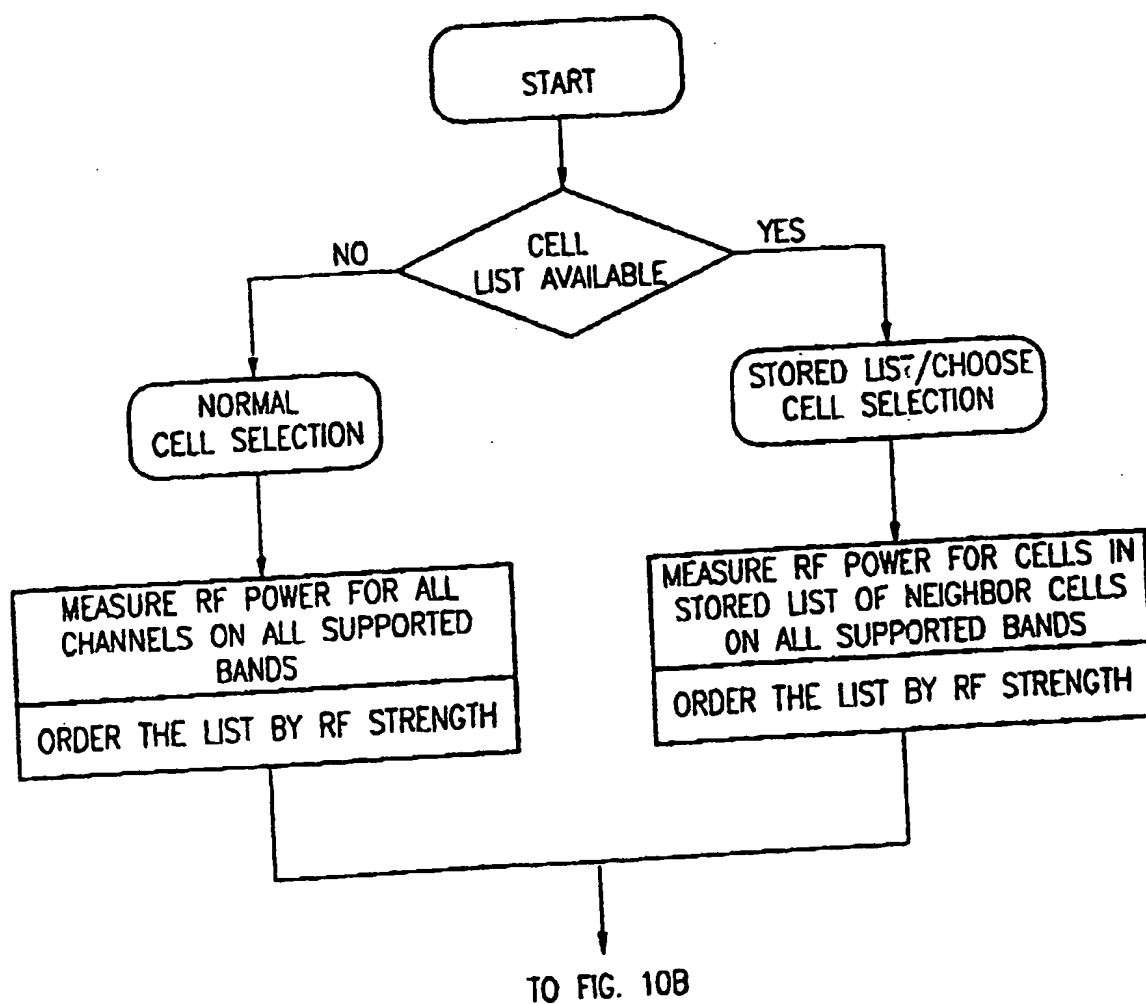 START
CELL
LIST AVAILABLE
NO
YES
NORMAL
CELL SELECTION
STORED LIST/CHOOSE
CELL SELECTION
MEASURE RF POWER FOR ALL
CHANNELS ON ALL SUPPORTED
BANDS
ORDER THE LIST BY RF STRENGTH
MEASURE RF POWER FOR CELLS IN
STORED LIST OF NEIGHBOR CELLS
ON ALL SUPPORTED BANDS
ORDER THE LIST BY RF STRENGTH
TO FIG. 10B